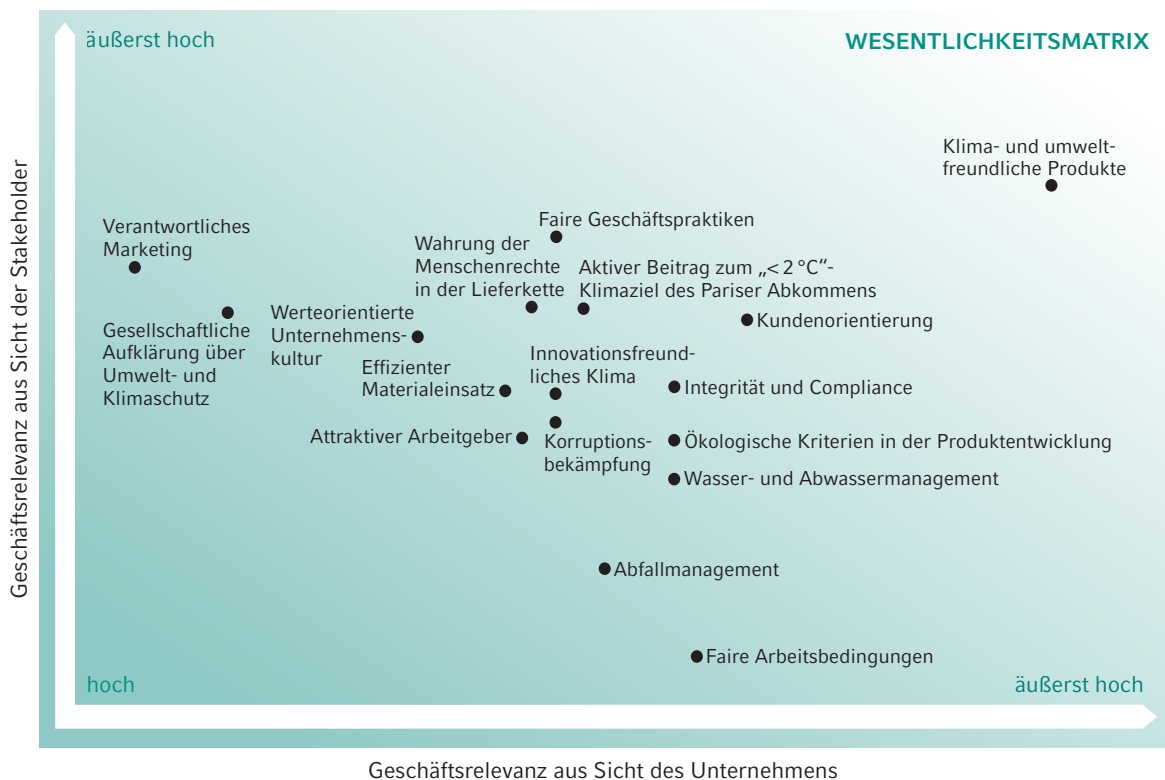 äußerst hoch
WESENTLICHKEITSMATRIX
Klima- und umwelt-
freundliche Produkte
Verantwortliches
Marketing
Faire Geschäftspraktiken
Wahrung der
Menschenrechte
in der Lieferkette
Aktiver Beitrag zum „< 2 °C“-
Klimaziel des Pariser Abkommens
Gesellschaftliche
Aufklärung über
Umwelt- und
Klimaschutz
Werteorientierte
Unternehmens-
kultur
Kundenorientierung
Effizienter
Materialeinsatz
Innovationsfreund-
liches Klima
Integrität und Compliance
Attraktiver Arbeitgeber
Korruptions-
bekämpfung
Ökologische Kriterien in der Produktentwicklung
Wasser- und Abwassermanagement
Abfallmanagement
Faire Arbeitsbedingungen
hoch
äußerst hoch
Geschäftsrelevanz aus Sicht der Stakeholder
Geschäftsrelevanz aus Sicht des Unternehmens